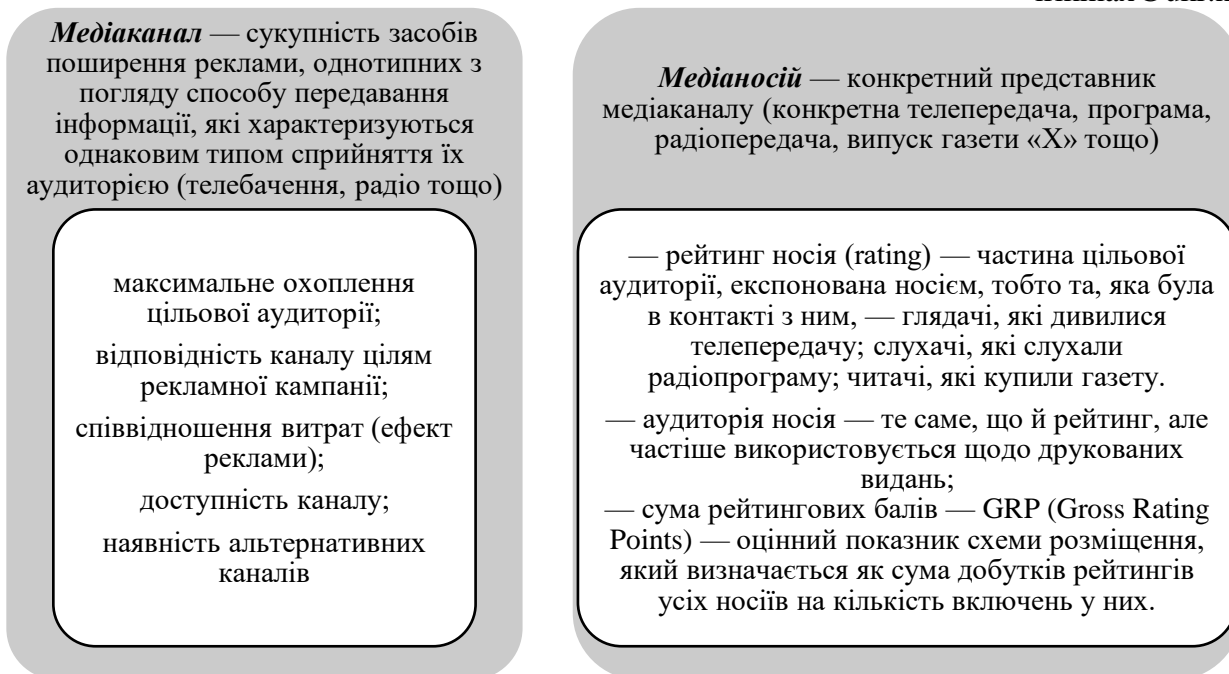 Медіаканал — сукупність засобів
поширення реклами, однотипних з
погляду способу передавання
інформації, які характеризуються
однаковим типом сприйняття їх
аудиторією (телебачення, радіо тощо)
максимальне охоплення
цільової аудиторії;
відповідність каналу цілям
рекламної кампанії;
співвідношення витрат (ефект
реклами);
доступність каналу;
наявність альтернативних
каналів
Медіаносій — конкретний представник
медіаканалу (конкретна телепередача, програма,
радіопередача, випуск газети «Х» тощо)
— рейтинг носія (rating) — частина цільової
аудиторії, експонована носієм, тобто та, яка була
в контакті з ним, — глядачі, які дивилися
телепередачу; слухачі, які слухали
радіопрограму; читачі, які купили газету.
— аудиторія носія — те саме, що й рейтинг, але
частіше використовується щодо друкованих
видань;
— сума рейтингових балів — GRP (Gross Rating
Points) — оцінний показник схеми розміщення,
який визначається як сума добутків рейтингів
усіх носіїв на кількість включень у них.